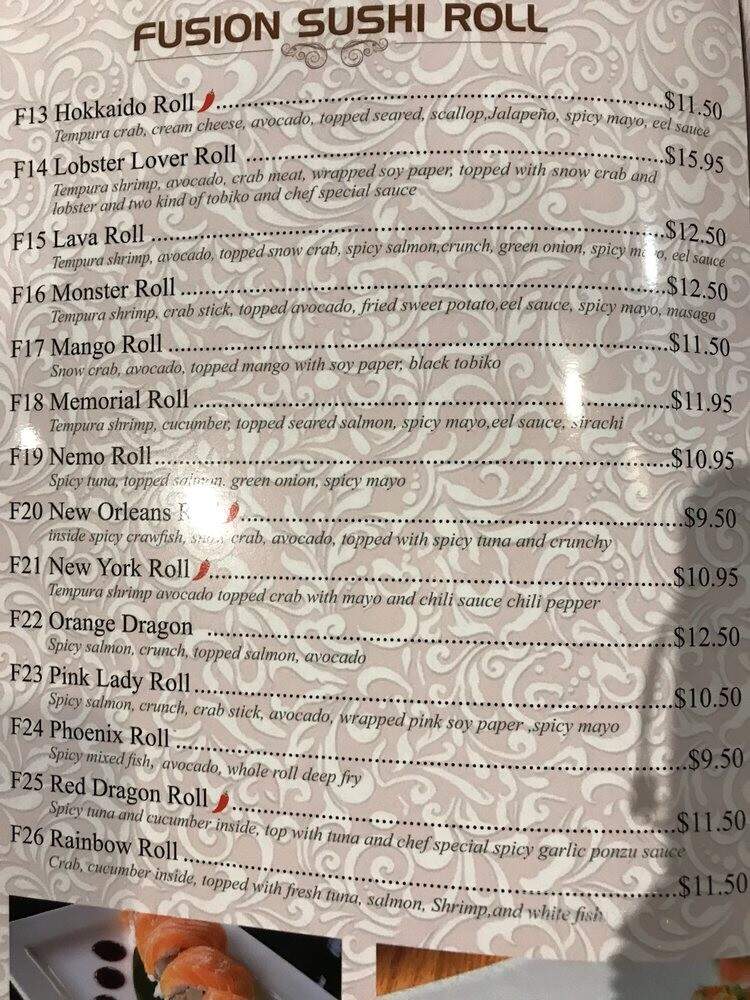 FUSION SUSHI ROLL
F13 Hokkaido Roll $11.50
Tempura crab, cream cheese, avocado, topped seared, scallop,Jalapeño, spicy mayo, eel sauce
F14 Lobster Lover Roll $15.95
Tempura shrimp, avocado, crab meat, wrapped soy paper, topped with snow crab and
lobster and two kind of tobiko and chef special sauce
F15 Lava Roll $12.50
Tempura shrimp, avocado, topped snow crab, spicy salmon,crunch, green onion, spicy mayo, eel sauce
F16 Monster Roll $12.50
Tempura shrimp, crab stick, topped avocado, fried sweet potato,eel sauce, spicy mayo, masago
F17 Mango Roll $11.50
Snow crab, avocado, topped mango with soy paper, black tobiko
F18 Memorial Roll $11.95
Tempura shrimp, cucumber, topped seared salmon, spicy mayo,eel sauce, sirachi
F19 Nemo Roll $10.95
Spicy tuna, topped salmon, green onion, spicy mayo
F20 New Orleans $9.50
inside spicy crawfish, snow crab, avocado, topped with spicy tuna and crunchy
F21 New York Roll $10.95
Tempura shrimp avocado topped crab with mayo and chili sauce chili pepper
F22 Orange Dragon $12.50
Spicy salmon, crunch, topped salmon, avocado
F23 Pink Lady Roll $10.50
Spicy salmon, crunch, crab stick, avocado, wrapped pink soy paper ,spicy mayo
F24 Phoenix Roll $9.50
Spicy mixed fish, avocado, whole roll deep fry
F25 Red Dragon Roll $11.50
Spicy tuna and cucumber inside, top with tuna and chef special spicy garlic ponzu sauce
F26 Rainbow Roll $11.50
Crab, cucumber inside, topped with fresh tuna, salmon, Shrimp,and white fish